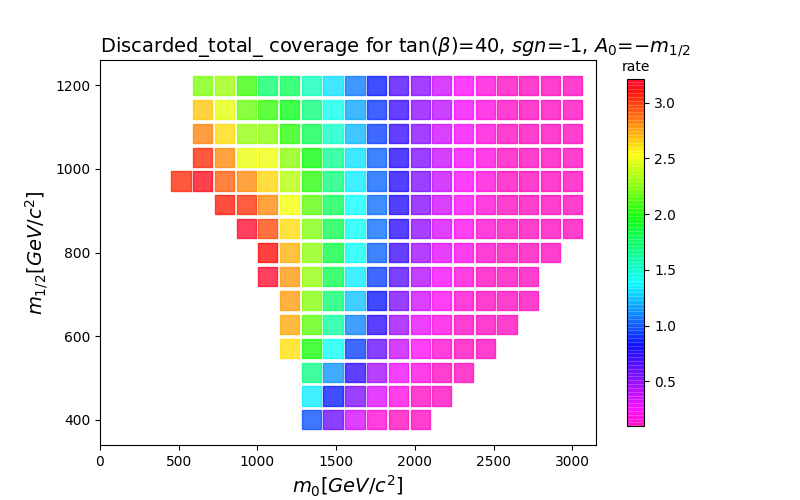 Discarded_total_ coverage for tan(β)=40, sgn=-1, A₀=−m₁/₂
rate
1200
1000
800
600
400
m₁/₂[GeV/c²]
3.0
2.5
2.0
1.5
1.0
0.5
0 500 1000 1500 2000 2500 3000
m₀[GeV/c²]